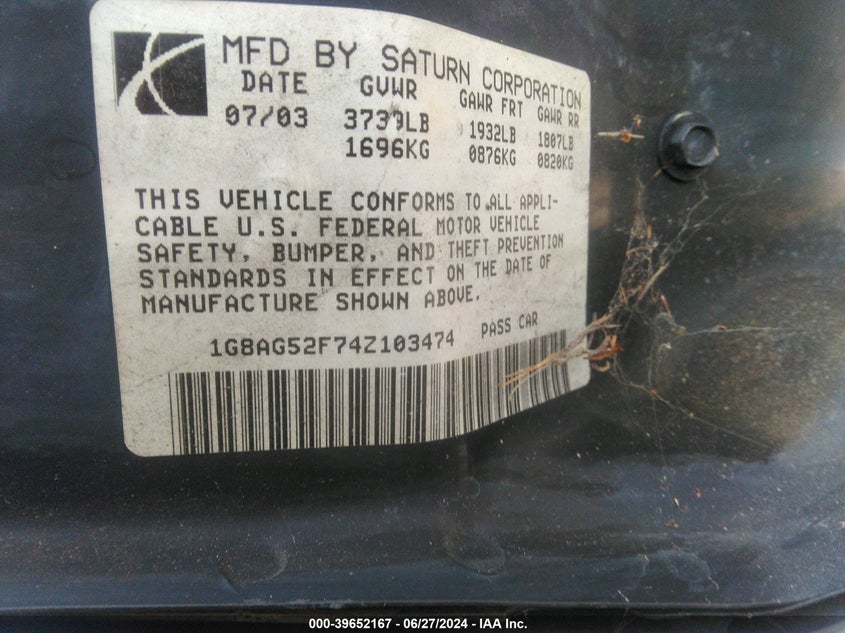 MFD BY SATURN CORPORATION
DATE GVWR GAWR FRT GAWR RR
07/03 3739LB 1932LB 1807LB
1696KG 0876KG 0820KG
THIS VEHICLE CONFORMS TO ALL APPLI-
CABLE U.S. FEDERAL MOTOR VEHICLE
SAFETY, BUMPER, AND THEFT PREVENTION
STANDARDS IN EFFECT ON THE DATE OF
MANUFACTURE SHOWN ABOVE.
1G8AG52F74Z103474 PASS CAR
000-39652167 - 06/27/2024 - IAA Inc.